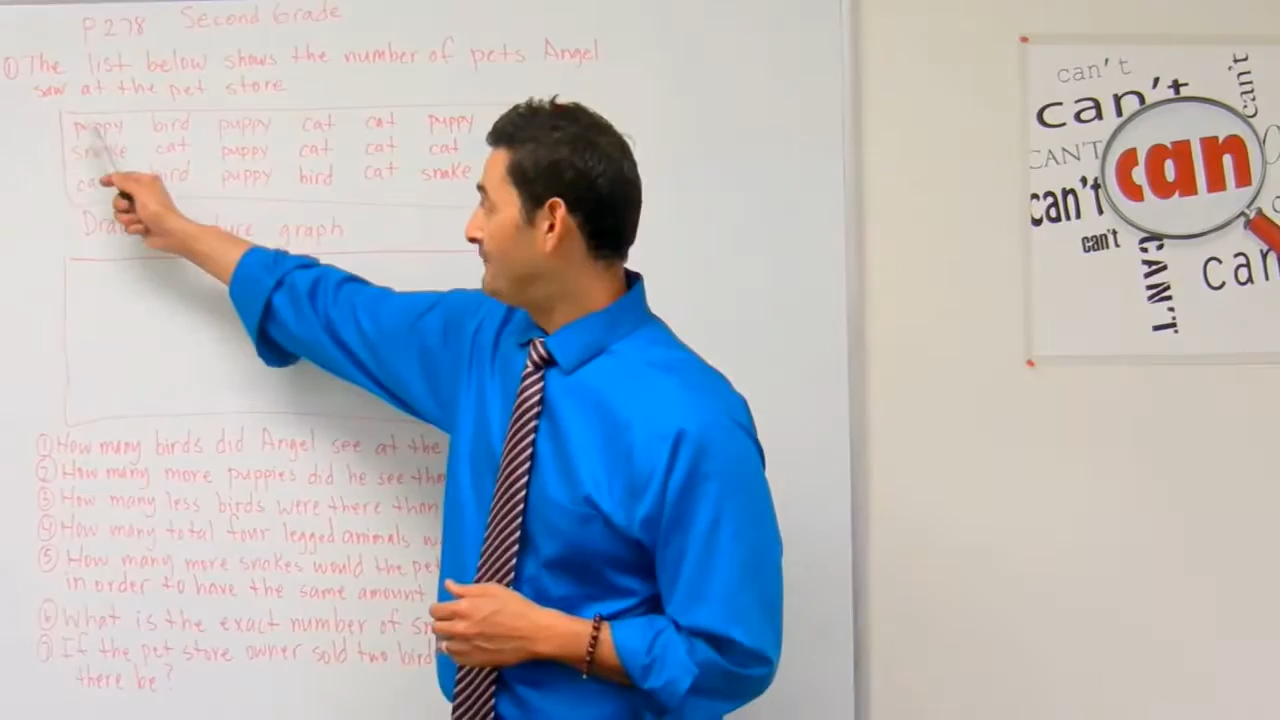 P 278 Second Grade
① The list below shows the number of pets Angel
saw at the pet store
puppy bird puppy cat cat puppy
snake cat puppy cat cat cat
bird puppy bird cat snake
graph
① How many birds did Angel see at the
② How many more puppies did he see
③ How many less birds were there than
④ How many total four legged animals
⑤ How many more snakes would the pet
in order to have the same amount
⑥ What is the exact number of
⑦ If the pet store owner sold two
there be?
can't
can't
can't
CAN'T
can
can't
can't
CAN'T